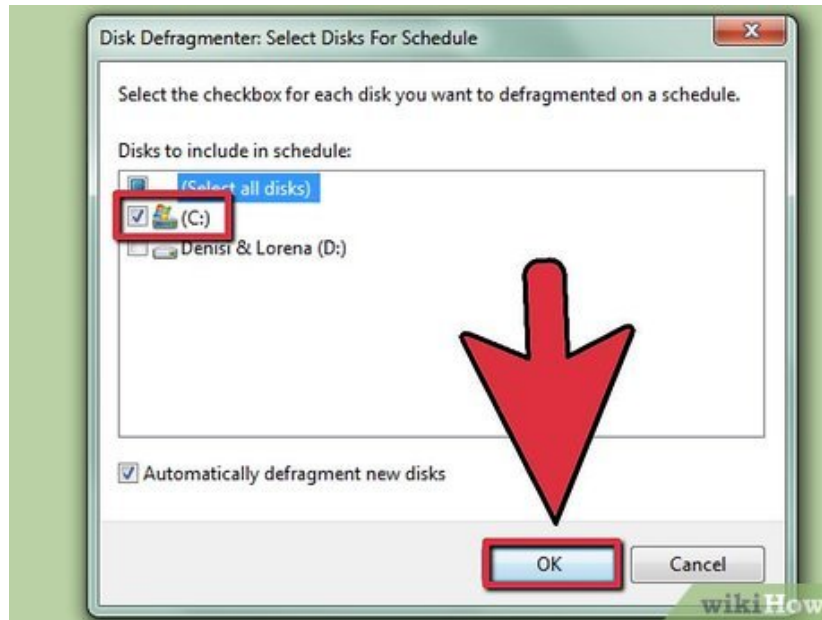 Disk Defragmenter: Select Disks For Schedule
Select the checkbox for each disk you want to defragmented on a schedule.
Disks to include in schedule:
(Select all disks)
(C:)
Denisi & Lorena (D:)
Automatically defragment new disks
OK
Cancel
wikiHow